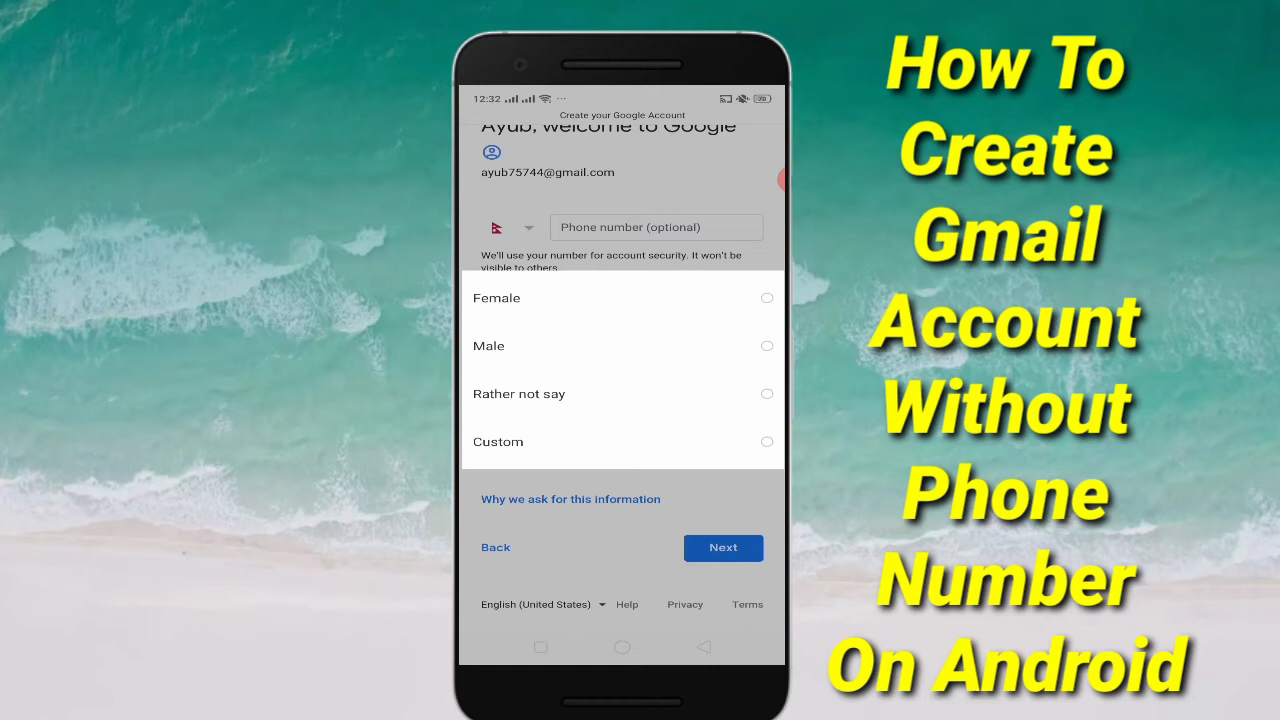 12:32
70
Create your Google Account
Ayub, welcome to Google
ayub75744@gmail.com
Phone number (optional)
We'll use your number for account security. It won't be
visible to others.
Female
Male
Rather not say
Custom
Why we ask for this information
Back
Next
English (United States)
Help
Privacy
Terms
How To
Create
Gmail
Account
Without
Phone
Number
On Android